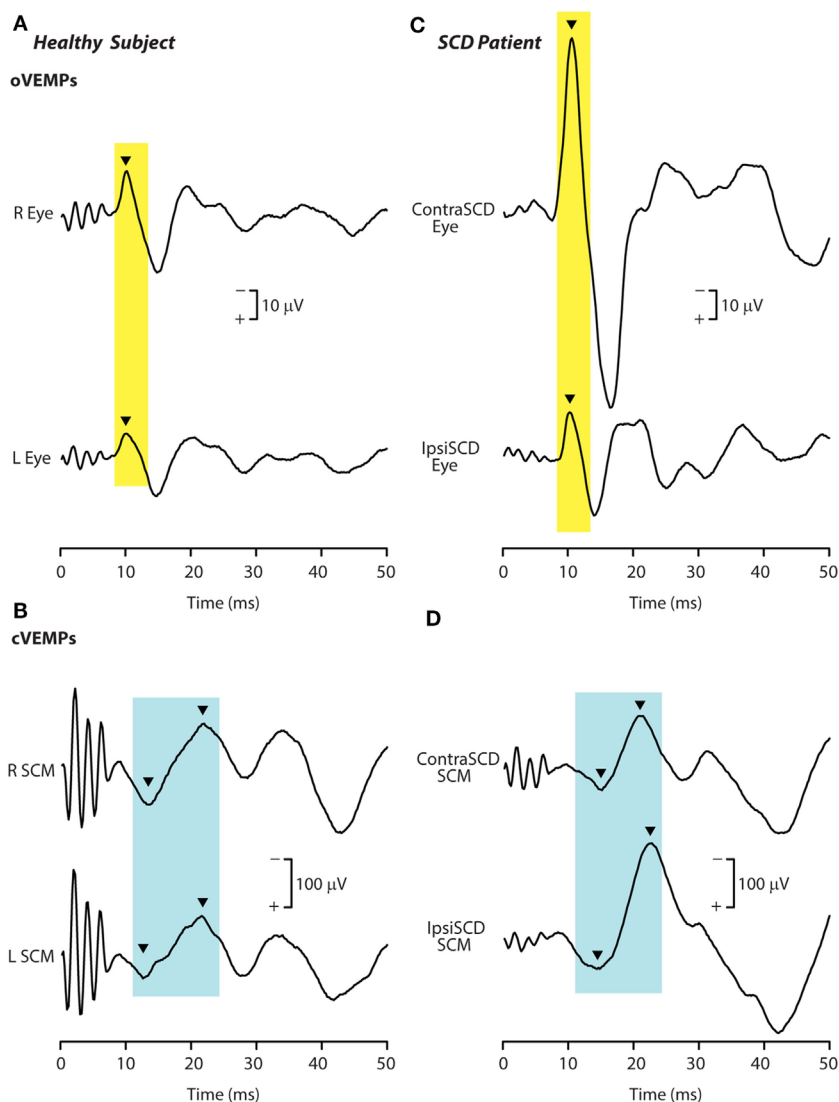 A
Healthy Subject
oVEMPs
R Eye
−
+
10 µV
L Eye
0 10 20 30 40 50
Time (ms)
C
SCD Patient
ContraSCD
Eye
−
+
10 µV
IpsiSCD
Eye
0 10 20 30 40 50
Time (ms)
B
cVEMPs
R SCM
−
+
100 µV
L SCM
0 10 20 30 40 50
Time (ms)
D
ContraSCD
SCM
−
+
100 µV
IpsiSCD
SCM
0 10 20 30 40 50
Time (ms)